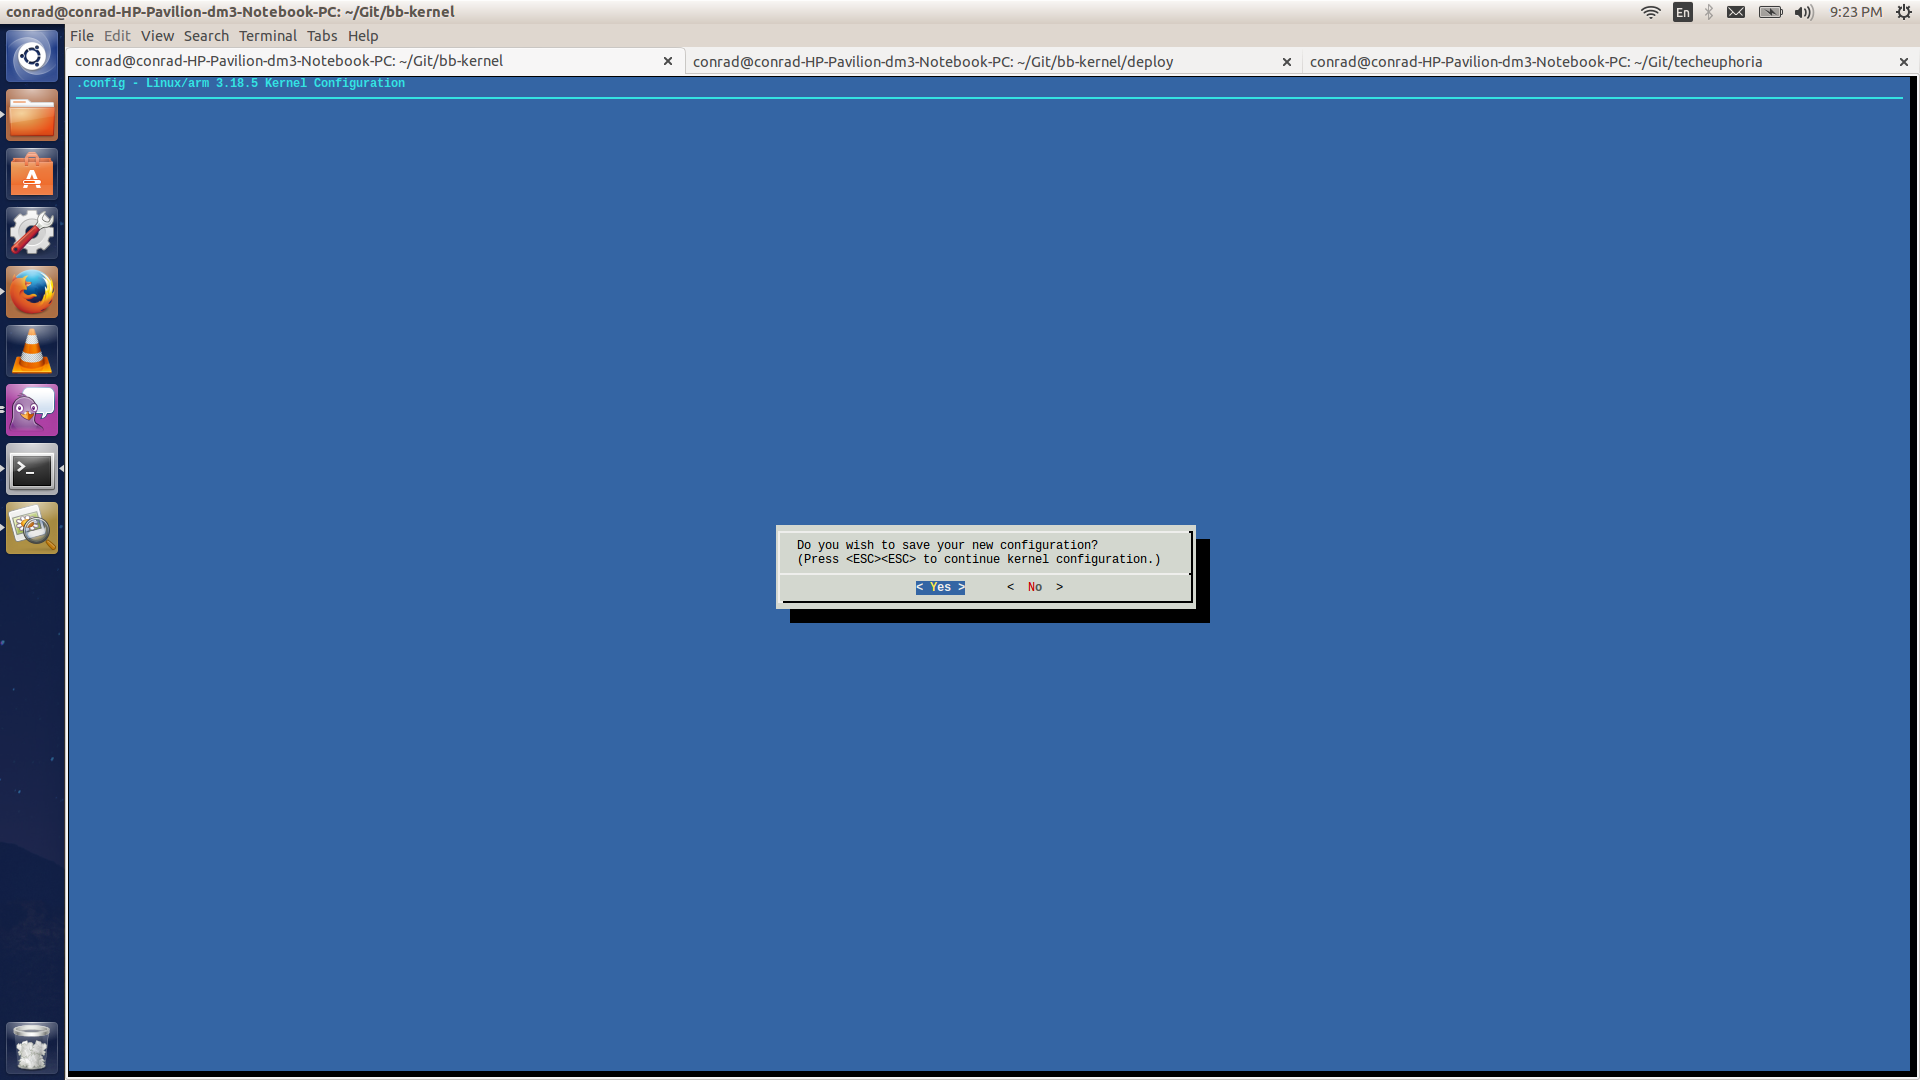 conrad@conrad-HP-Pavilion-dm3-Notebook-PC: ~/Git/bb-kernel
En
9:23 PM
File Edit View Search Terminal Tabs Help
conrad@conrad-HP-Pavilion-dm3-Notebook-PC: ~/Git/bb-kernel × conrad@conrad-HP-Pavilion-dm3-Notebook-PC: ~/Git/bb-kernel/deploy × conrad@conrad-HP-Pavilion-dm3-Notebook-PC: ~/Git/techeuphoria ×
.config - Linux/arm 3.18.5 Kernel Configuration
Do you wish to save your new configuration?
(Press <ESC><ESC> to continue kernel configuration.)
< Yes > < No >